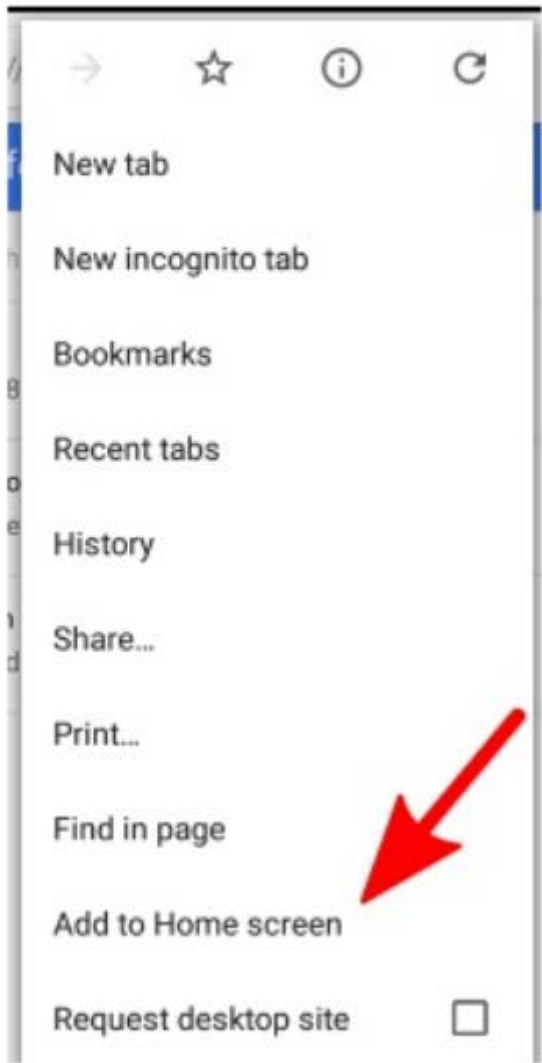 New tab
New incognito tab
Bookmarks
Recent tabs
History
Share...
Print...
Find in page
Add to Home screen
Request desktop site